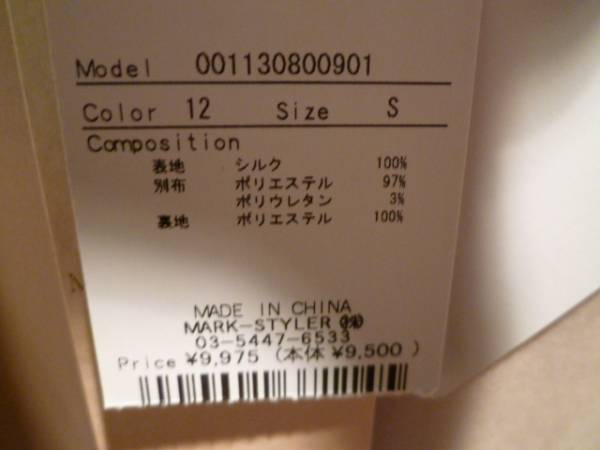 Model 001130800901
Color 12 Size S
Composition
表地 シルク 100%
別布 ポリエステル 97%
ポリウレタン 3%
裏地 ポリエステル 100%
MADE IN CHINA
MARK-STYLER ㈱
03-5447-6533
Price ¥9,975 (本体 ¥9,500)